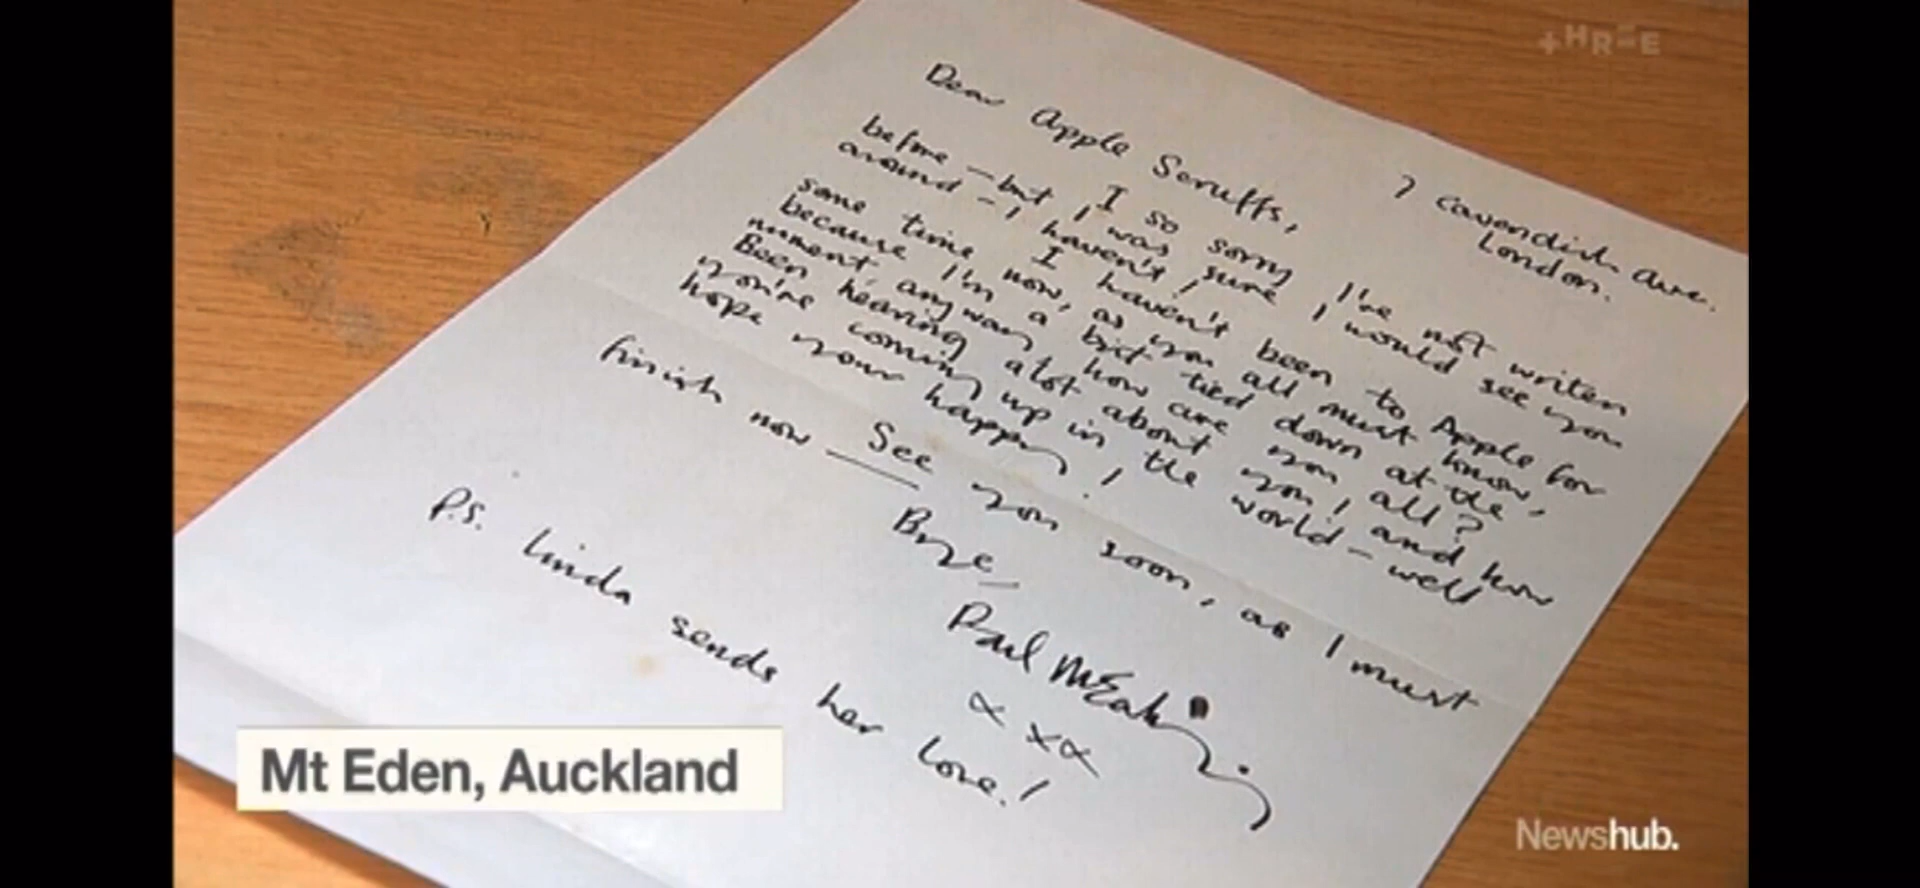 +HR=E
7 Cavendish Ave.
London.
Dear Apple Scruffs,
I so sorry I've not writen
before – but I was sure I would see you
around – I haven't, I haven't been to Apple for
some time now, as you all must know,
because I'm a bit tied down at the,
moment, anyway how are you all?
Been hearing alot about you, and how
you're coming up in the world – well
hope your happy!
See you soon, as I must
finish now —
Bye
Paul McCartney
xxx
P.S. Linda sends her love!
Mt Eden, Auckland
Newshub.